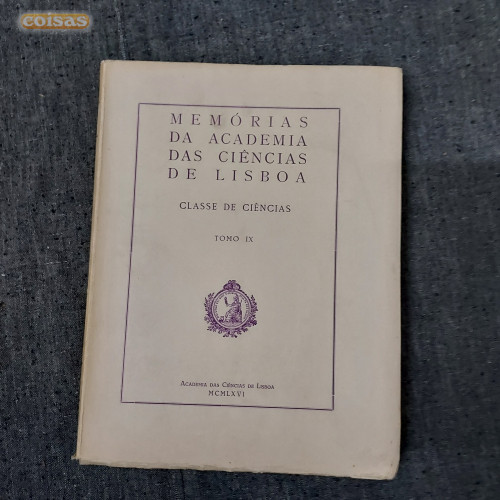 coisas
MEMÓRIAS
DA ACADEMIA
DAS CIÊNCIAS
DE LISBOA
CLASSE DE CIÊNCIAS
TOMO IX
ACADEMIA DAS CIÊNCIAS DE LISBOA
MCMLXVI